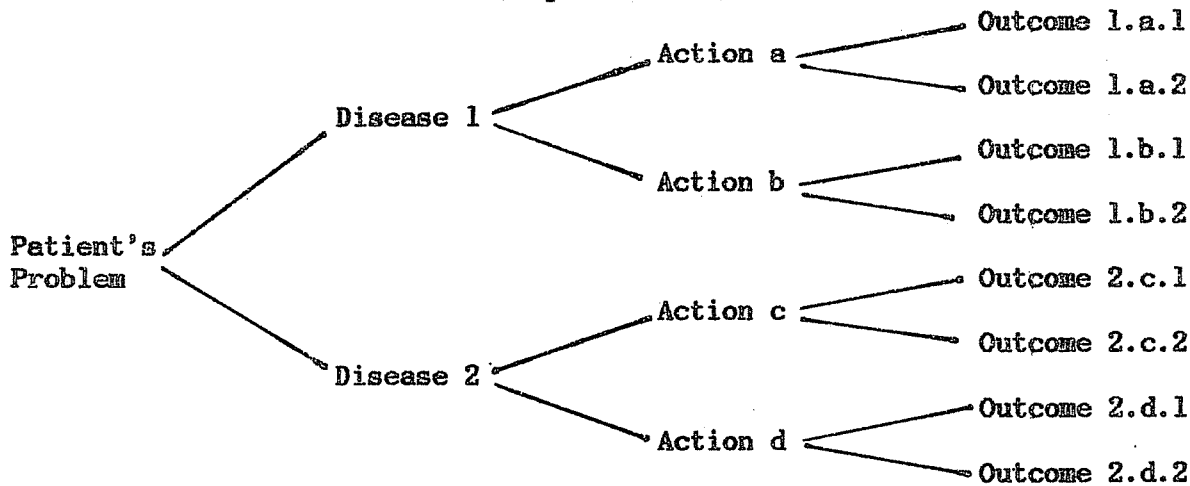 Outcome 1.a.1
Action a
Outcome 1.a.2
Disease 1
Outcome 1.b.1
Action b
Outcome 1.b.2
Patient's
Problem
Outcome 2.c.1
Action c
Outcome 2.c.2
Disease 2
Outcome 2.d.1
Action d
Outcome 2.d.2